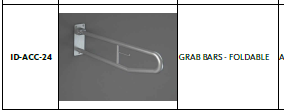 ID-ACC-24
GRAB BARS - FOLDABLE
A